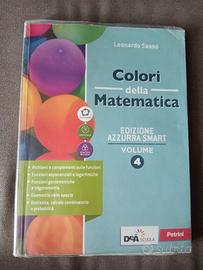 Leonardo Sasso
Colori
della
Matematica
EDIZIONE
AZZURRA SMART
VOLUME
4
Richiami e complementi sulle funzioni
Funzioni esponenziali e logaritmiche
Funzioni goniometriche
e trigonometria
Geometria nello spazio
Statistica, calcolo combinatorio
e probabilità
DeA SCUOLA
Petrini